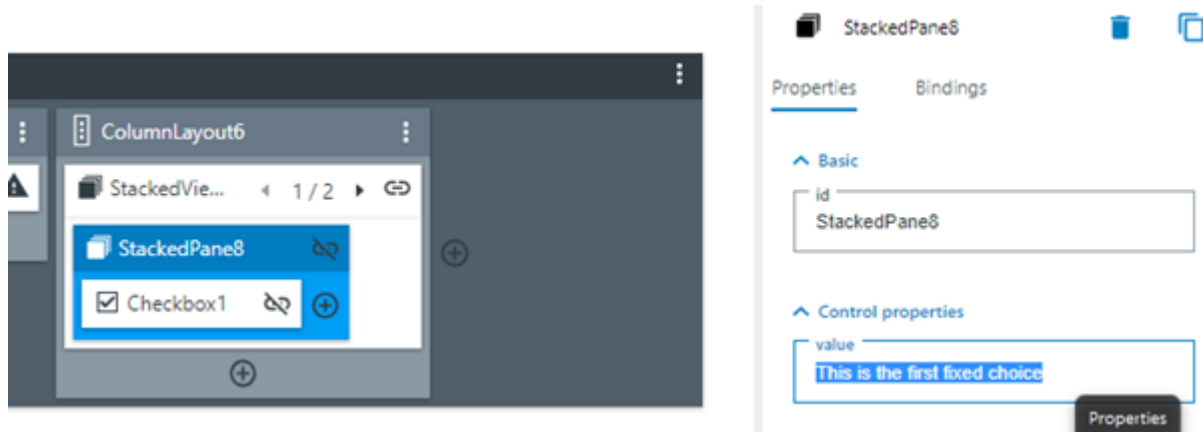 ColumnLayout6
StackedVie... 1 / 2
StackedPane8
Checkbox1
StackedPane8
Properties Bindings
Basic
id
StackedPane8
Control properties
value
This is the first fixed choice
Properties